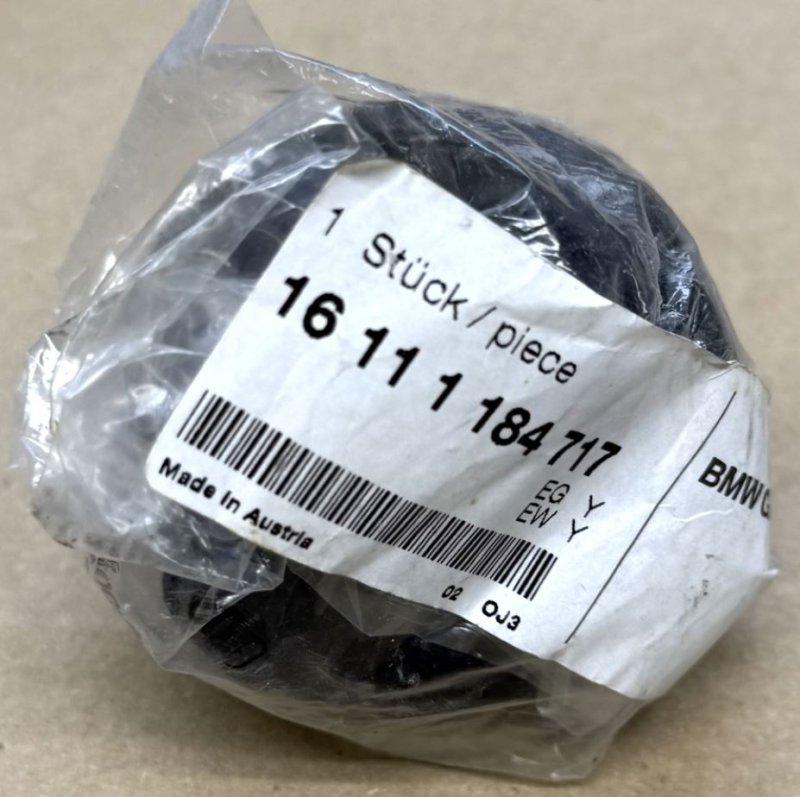 1 Stück / piece
16 11 1 184 717
EG Y
EW Y
Made in Austria
02 OJ3
BMW